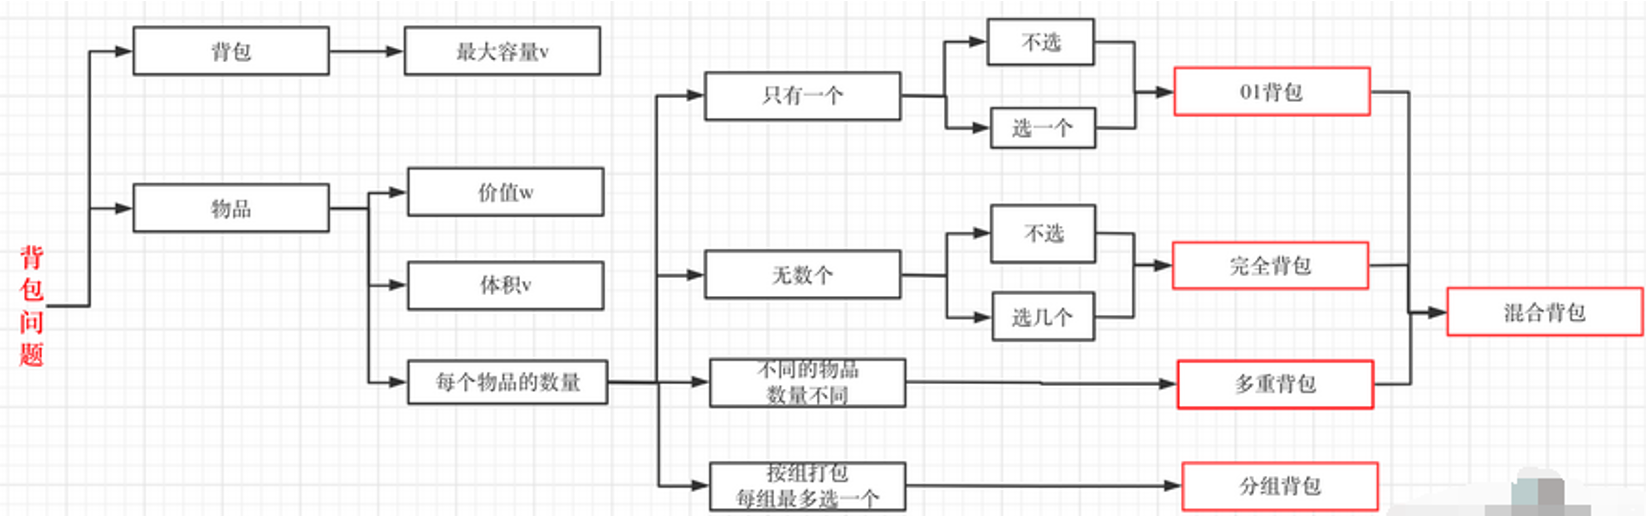 背包问题
背包
最大容量v
物品
价值w
体积v
每个物品的数量
只有一个
不选
选一个
01背包
无数个
不选
选几个
完全背包
不同的物品
数量不同
多重背包
混合背包
按组打包
每组最多选一个
分组背包